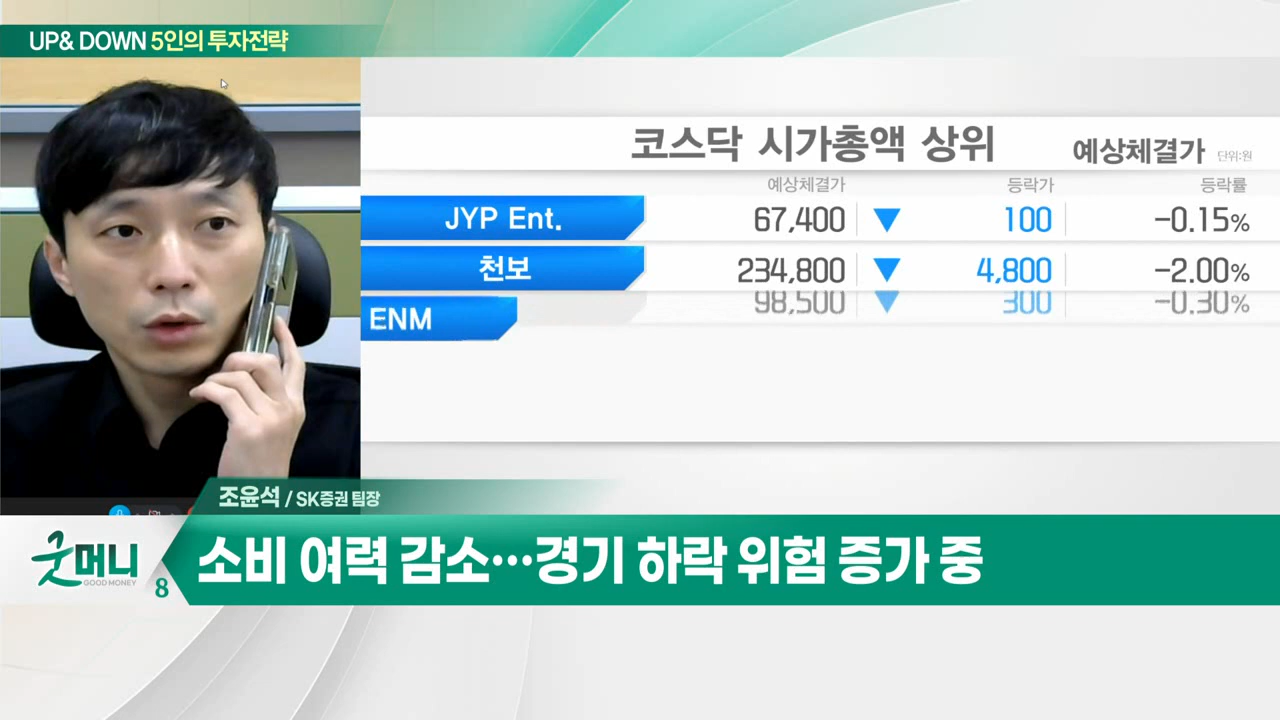 UP& DOWN 5인의 투자전략
코스닥 시가총액 상위 예상체결가 단위:원
예상체결가 등락가 등락률
JYP Ent. 67,400 ▼ 100 -0.15%
천보 234,800 ▼ 4,800 -2.00%
ENM 98,500 ▼ 300 -0.30%
조윤석 / SK증권 팀장
굿머니
GOOD MONEY
8
소비 여력 감소…경기 하락 위험 증가 중